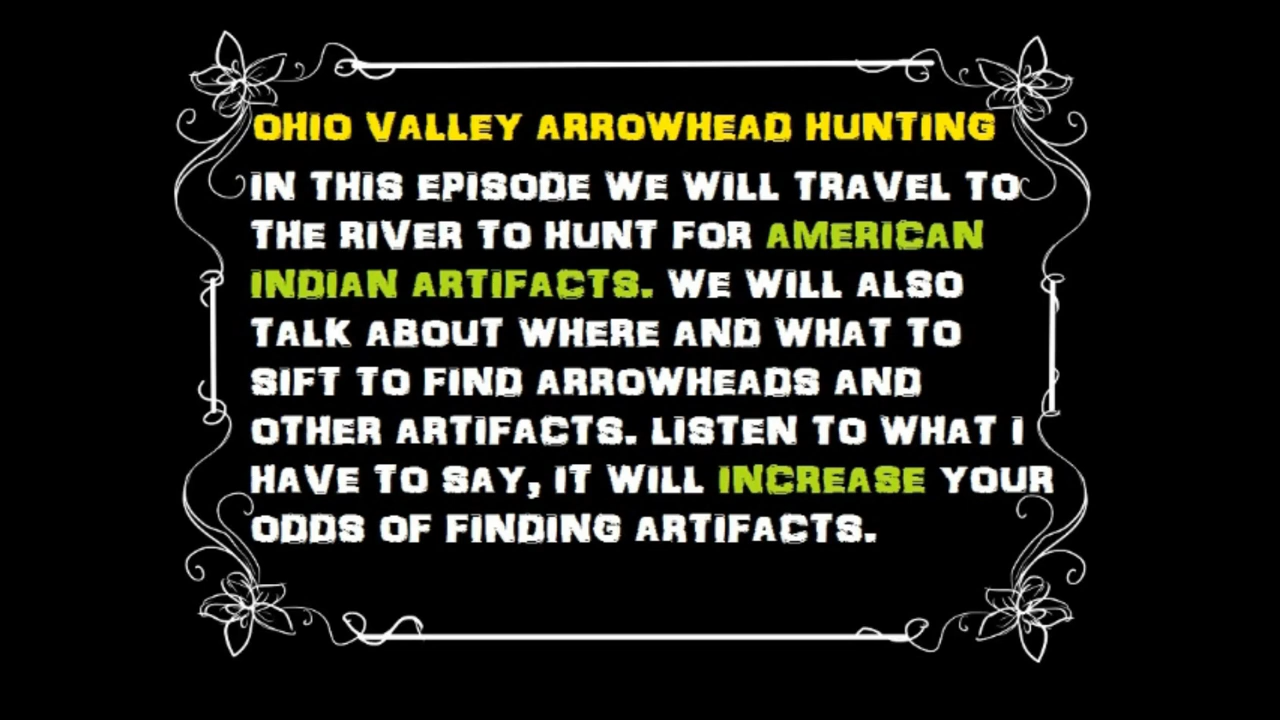 OHIO VALLEY ARROWHEAD HUNTING
IN THIS EPISODE WE WILL TRAVEL TO
THE RIVER TO HUNT FOR AMERICAN
INDIAN ARTIFACTS. WE WILL ALSO
TALK ABOUT WHERE AND WHAT TO
SIFT TO FIND ARROWHEADS AND
OTHER ARTIFACTS. LISTEN TO WHAT I
HAVE TO SAY, IT WILL INCREASE YOUR
ODDS OF FINDING ARTIFACTS.